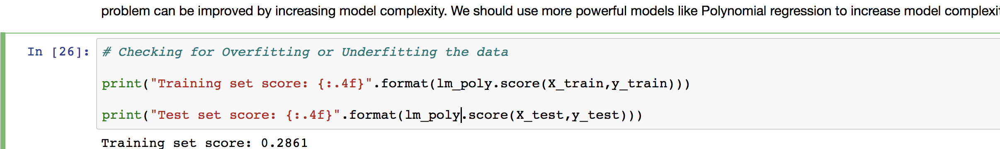 problem can be improved by increasing model complexity. We should use more powerful models like Polynomial regression to increase model
In [26]: # Checking for Overfitting or Underfitting the data
print("Training set score: {:.4f}".format(lm_poly.score(X_train,y_train)))
print("Test set score: {:.4f}".format(lm_poly.score(X_test,y_test)))
Training set score: 0.2861